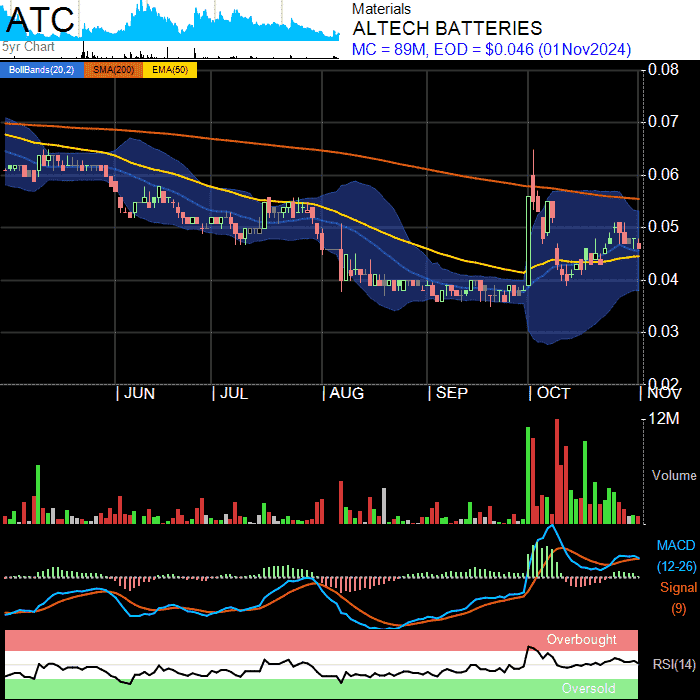 ATC
5yr Chart
Materials
ALTECH BATTERIES
MC = 89M, EOD = $0.046 (01Nov2024)
BollBands(20,2) SMA(200) EMA(50)
0.08
0.07
0.06
0.05
0.04
0.03
0.02
JUN JUL AUG SEP OCT NOV
12M
Volume
MACD
(12-26)
Signal
(9)
Overbought
RSI(14)
Oversold